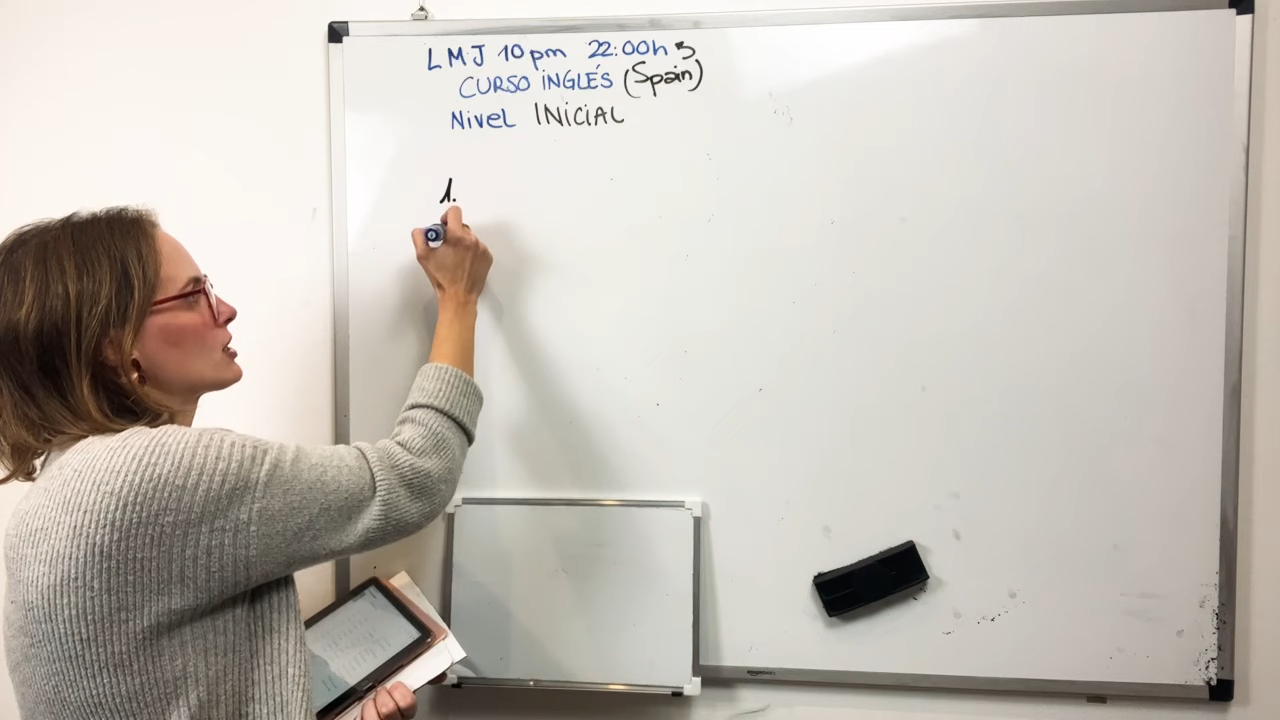 LMJ 10pm 22:00h
CURSO INGLÉS (Spain)
Nivel INICIAL
1.